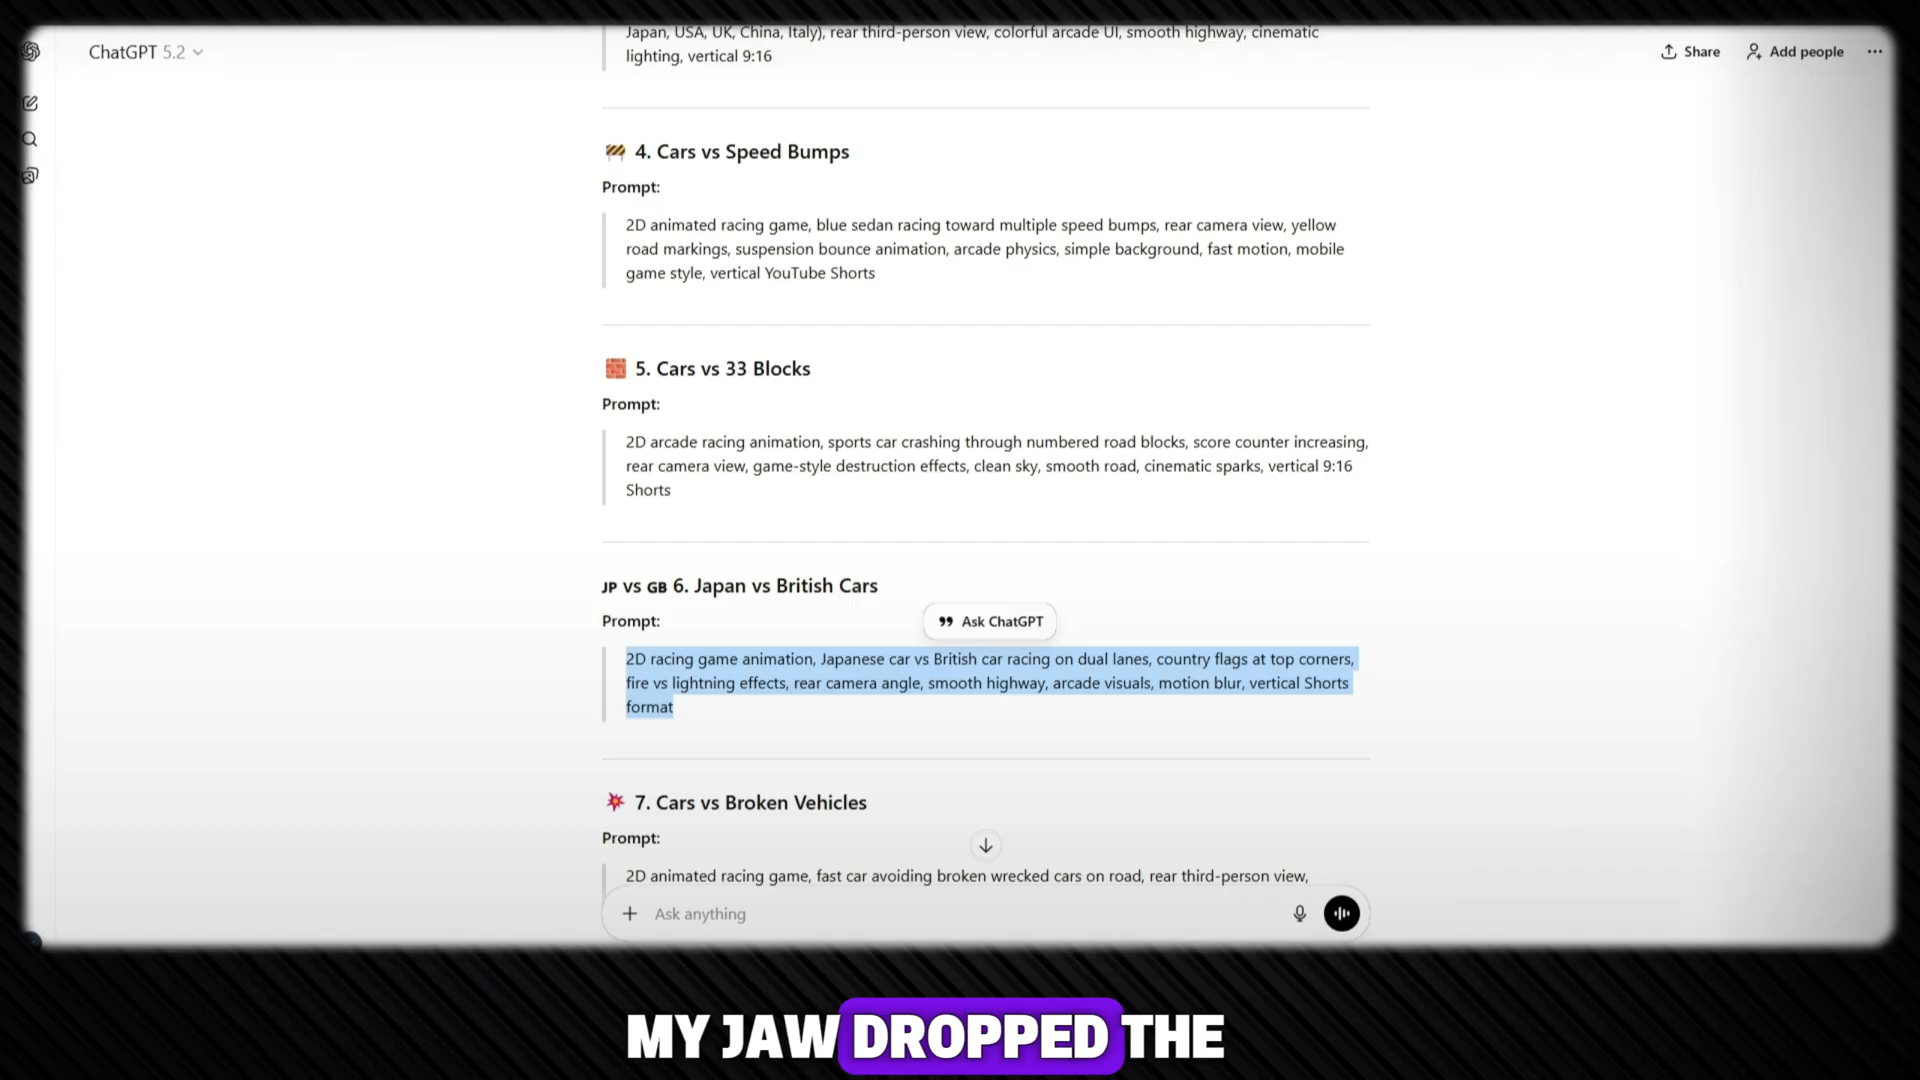 Japan, USA, UK, China, Italy), rear third-person view, colorful arcade UI, smooth highway, cinematic
ChatGPT 5.2
Share
Add people
lighting, vertical 9:16
4. Cars vs Speed Bumps
Prompt:
2D animated racing game, blue sedan racing toward multiple speed bumps, rear camera view, yellow
road markings, suspension bounce animation, arcade physics, simple background, fast motion, mobile
game style, vertical YouTube Shorts
5. Cars vs 33 Blocks
Prompt:
2D arcade racing animation, sports car crashing through numbered road blocks, score counter increasing,
rear camera view, game-style destruction effects, clean sky, smooth road, cinematic sparks, vertical 9:16
Shorts
JP vs GB 6. Japan vs British Cars
Prompt:
Ask ChatGPT
2D racing game animation, Japanese car vs British car racing on dual lanes, country flags at top corners,
fire vs lightning effects, rear camera angle, smooth highway, arcade visuals, motion blur, vertical Shorts
format
7. Cars vs Broken Vehicles
Prompt:
2D animated racing game, fast car avoiding broken wrecked cars on road, rear third-person view,
Ask anything
MY JAW DROPPED THE